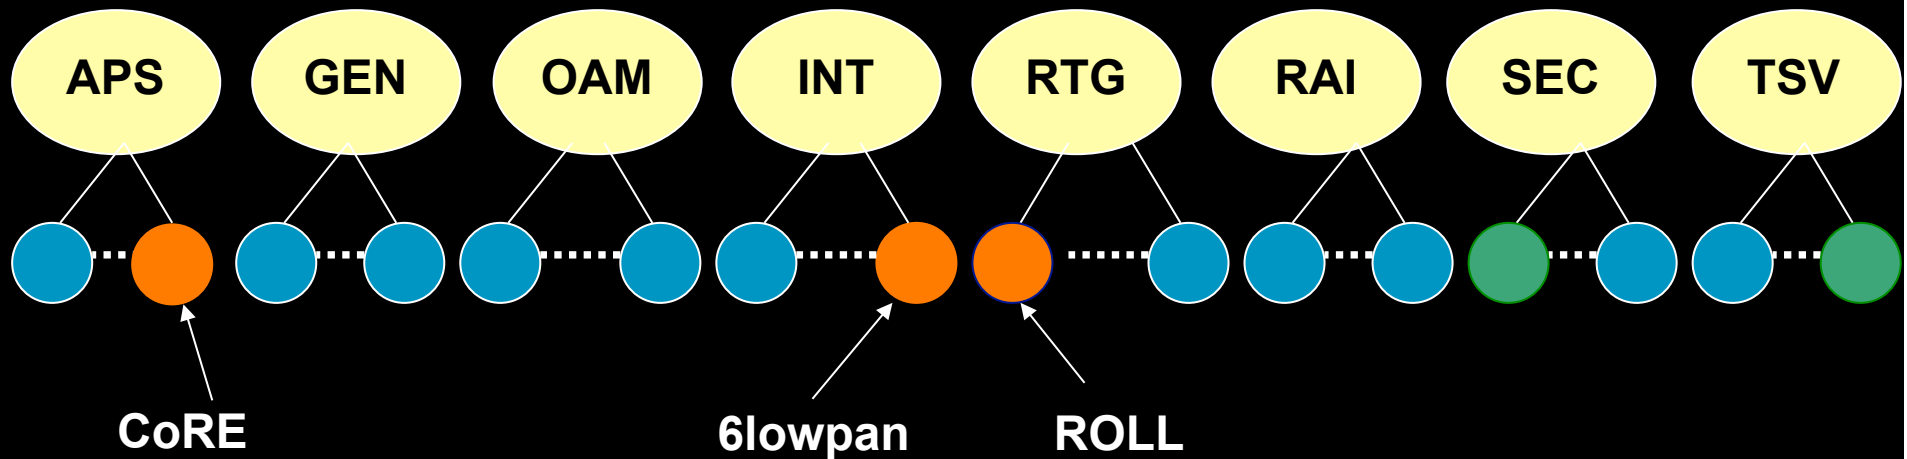 APS GEN OAM INT RTG RAI SEC TSV
CoRE 6lowpan ROLL